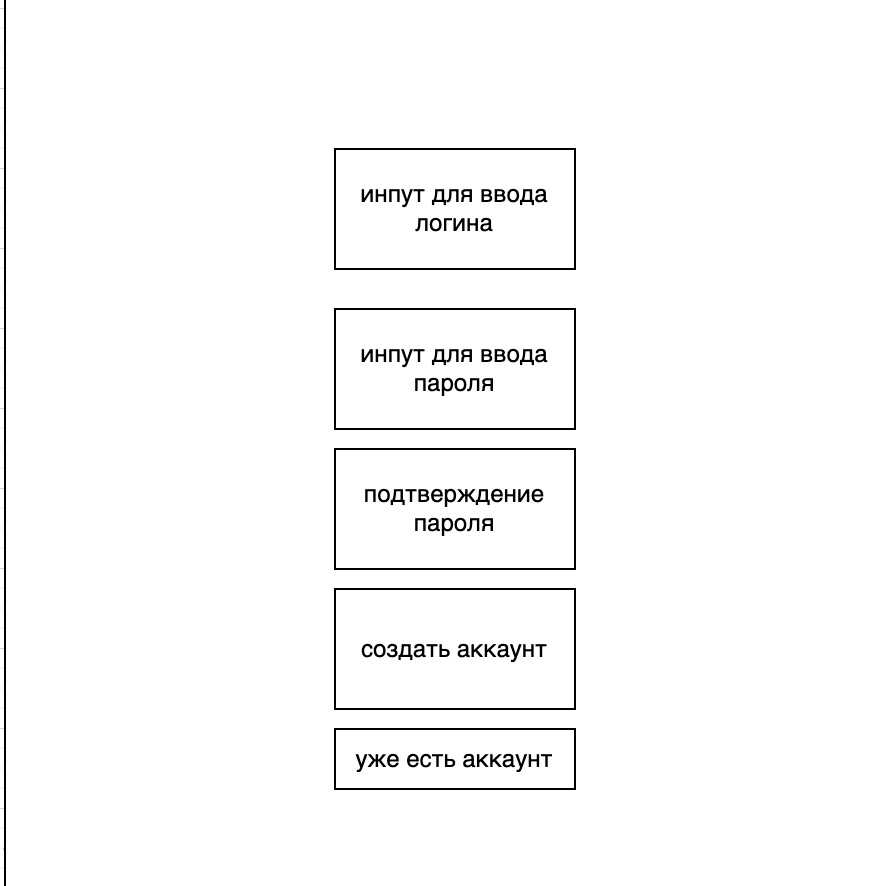 инпут для ввода
логина
инпут для ввода
пароля
подтверждение
пароля
создать аккаунт
уже есть аккаунт